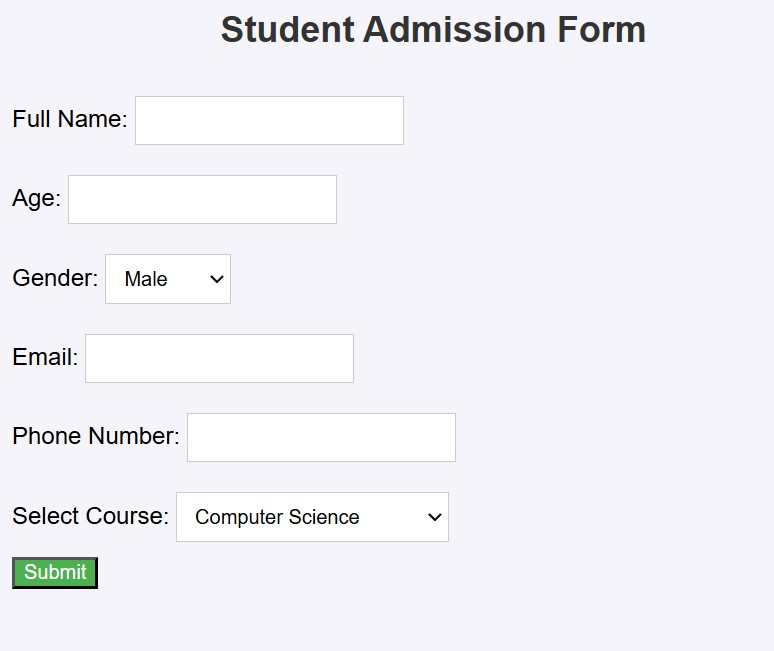 Student Admission Form
Full Name:
Age:
Gender: Male
Email:
Phone Number:
Select Course: Computer Science
Submit